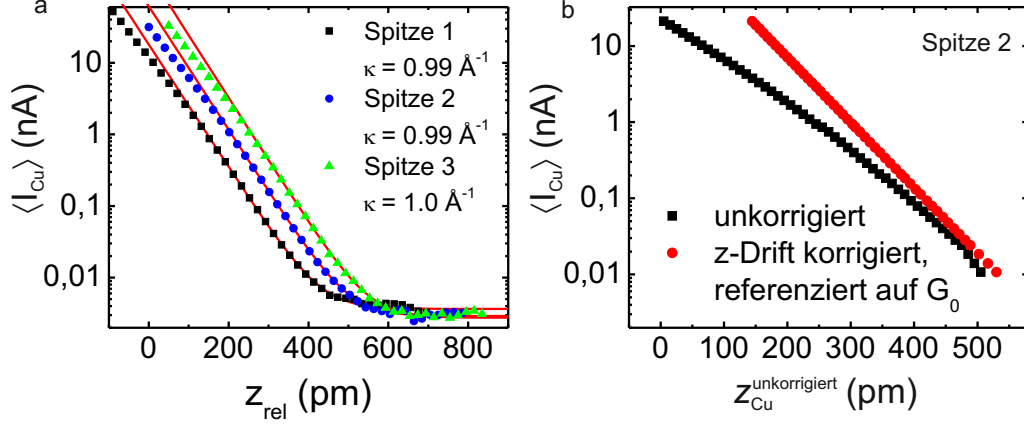 a
⟨I_Cu⟩ (nA)
10
1
0,1
0,01
0
200
400
600
800
z_rel (pm)
Spitze 1
κ = 0.99 Å⁻¹
Spitze 2
κ = 0.99 Å⁻¹
Spitze 3
κ = 1.0 Å⁻¹
b
⟨I_Cu⟩ (nA)
10
1
0,1
0,01
0
100
200
300
400
500
z_Cu^unkorrigiert (pm)
Spitze 2
unkorrigiert
z-Drift korrigiert,
referenziert auf G₀